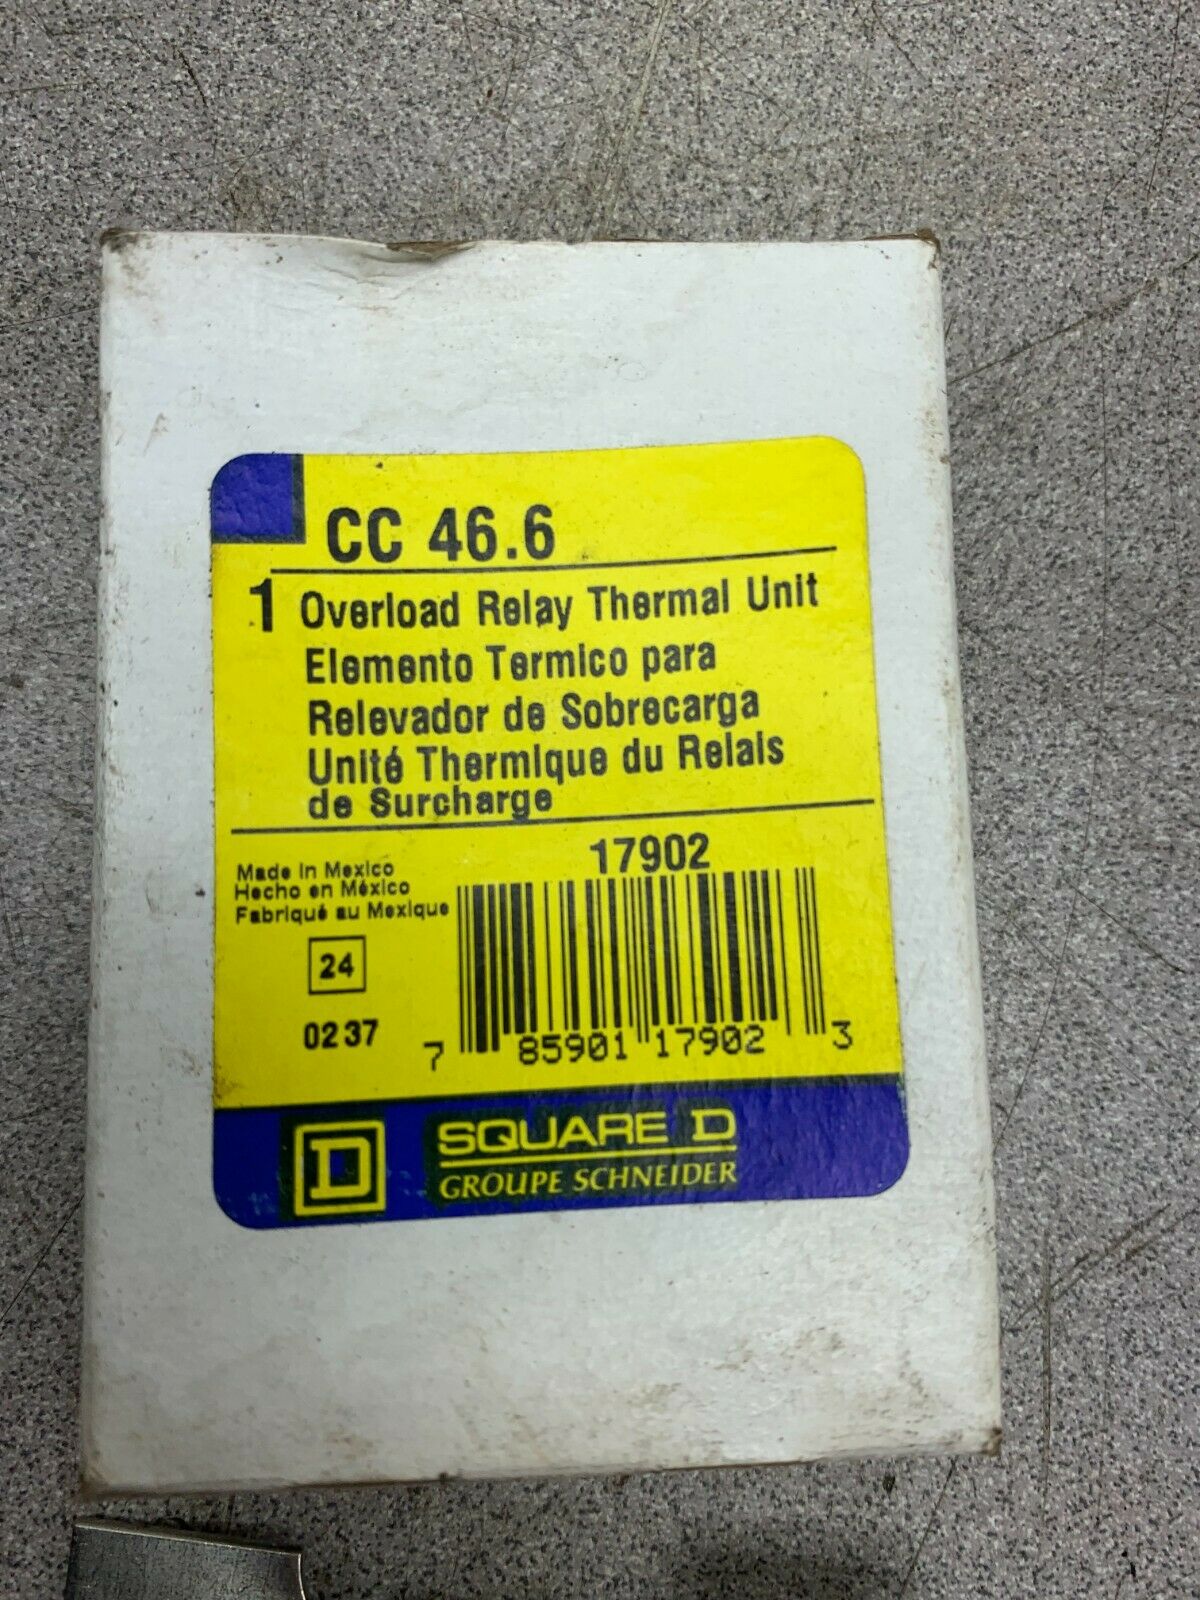 CC 46.6
1 Overload Relay Thermal Unit
Elemento Termico para
Relevador de Sobrecarga
Unité Thermique du Relais
de Surcharge
17902
Made in Mexico
Hecho en México
Fabriqué au Mexique
24
02 37
7 85901 17902 3
D
SQUARE D
GROUPE SCHNEIDER